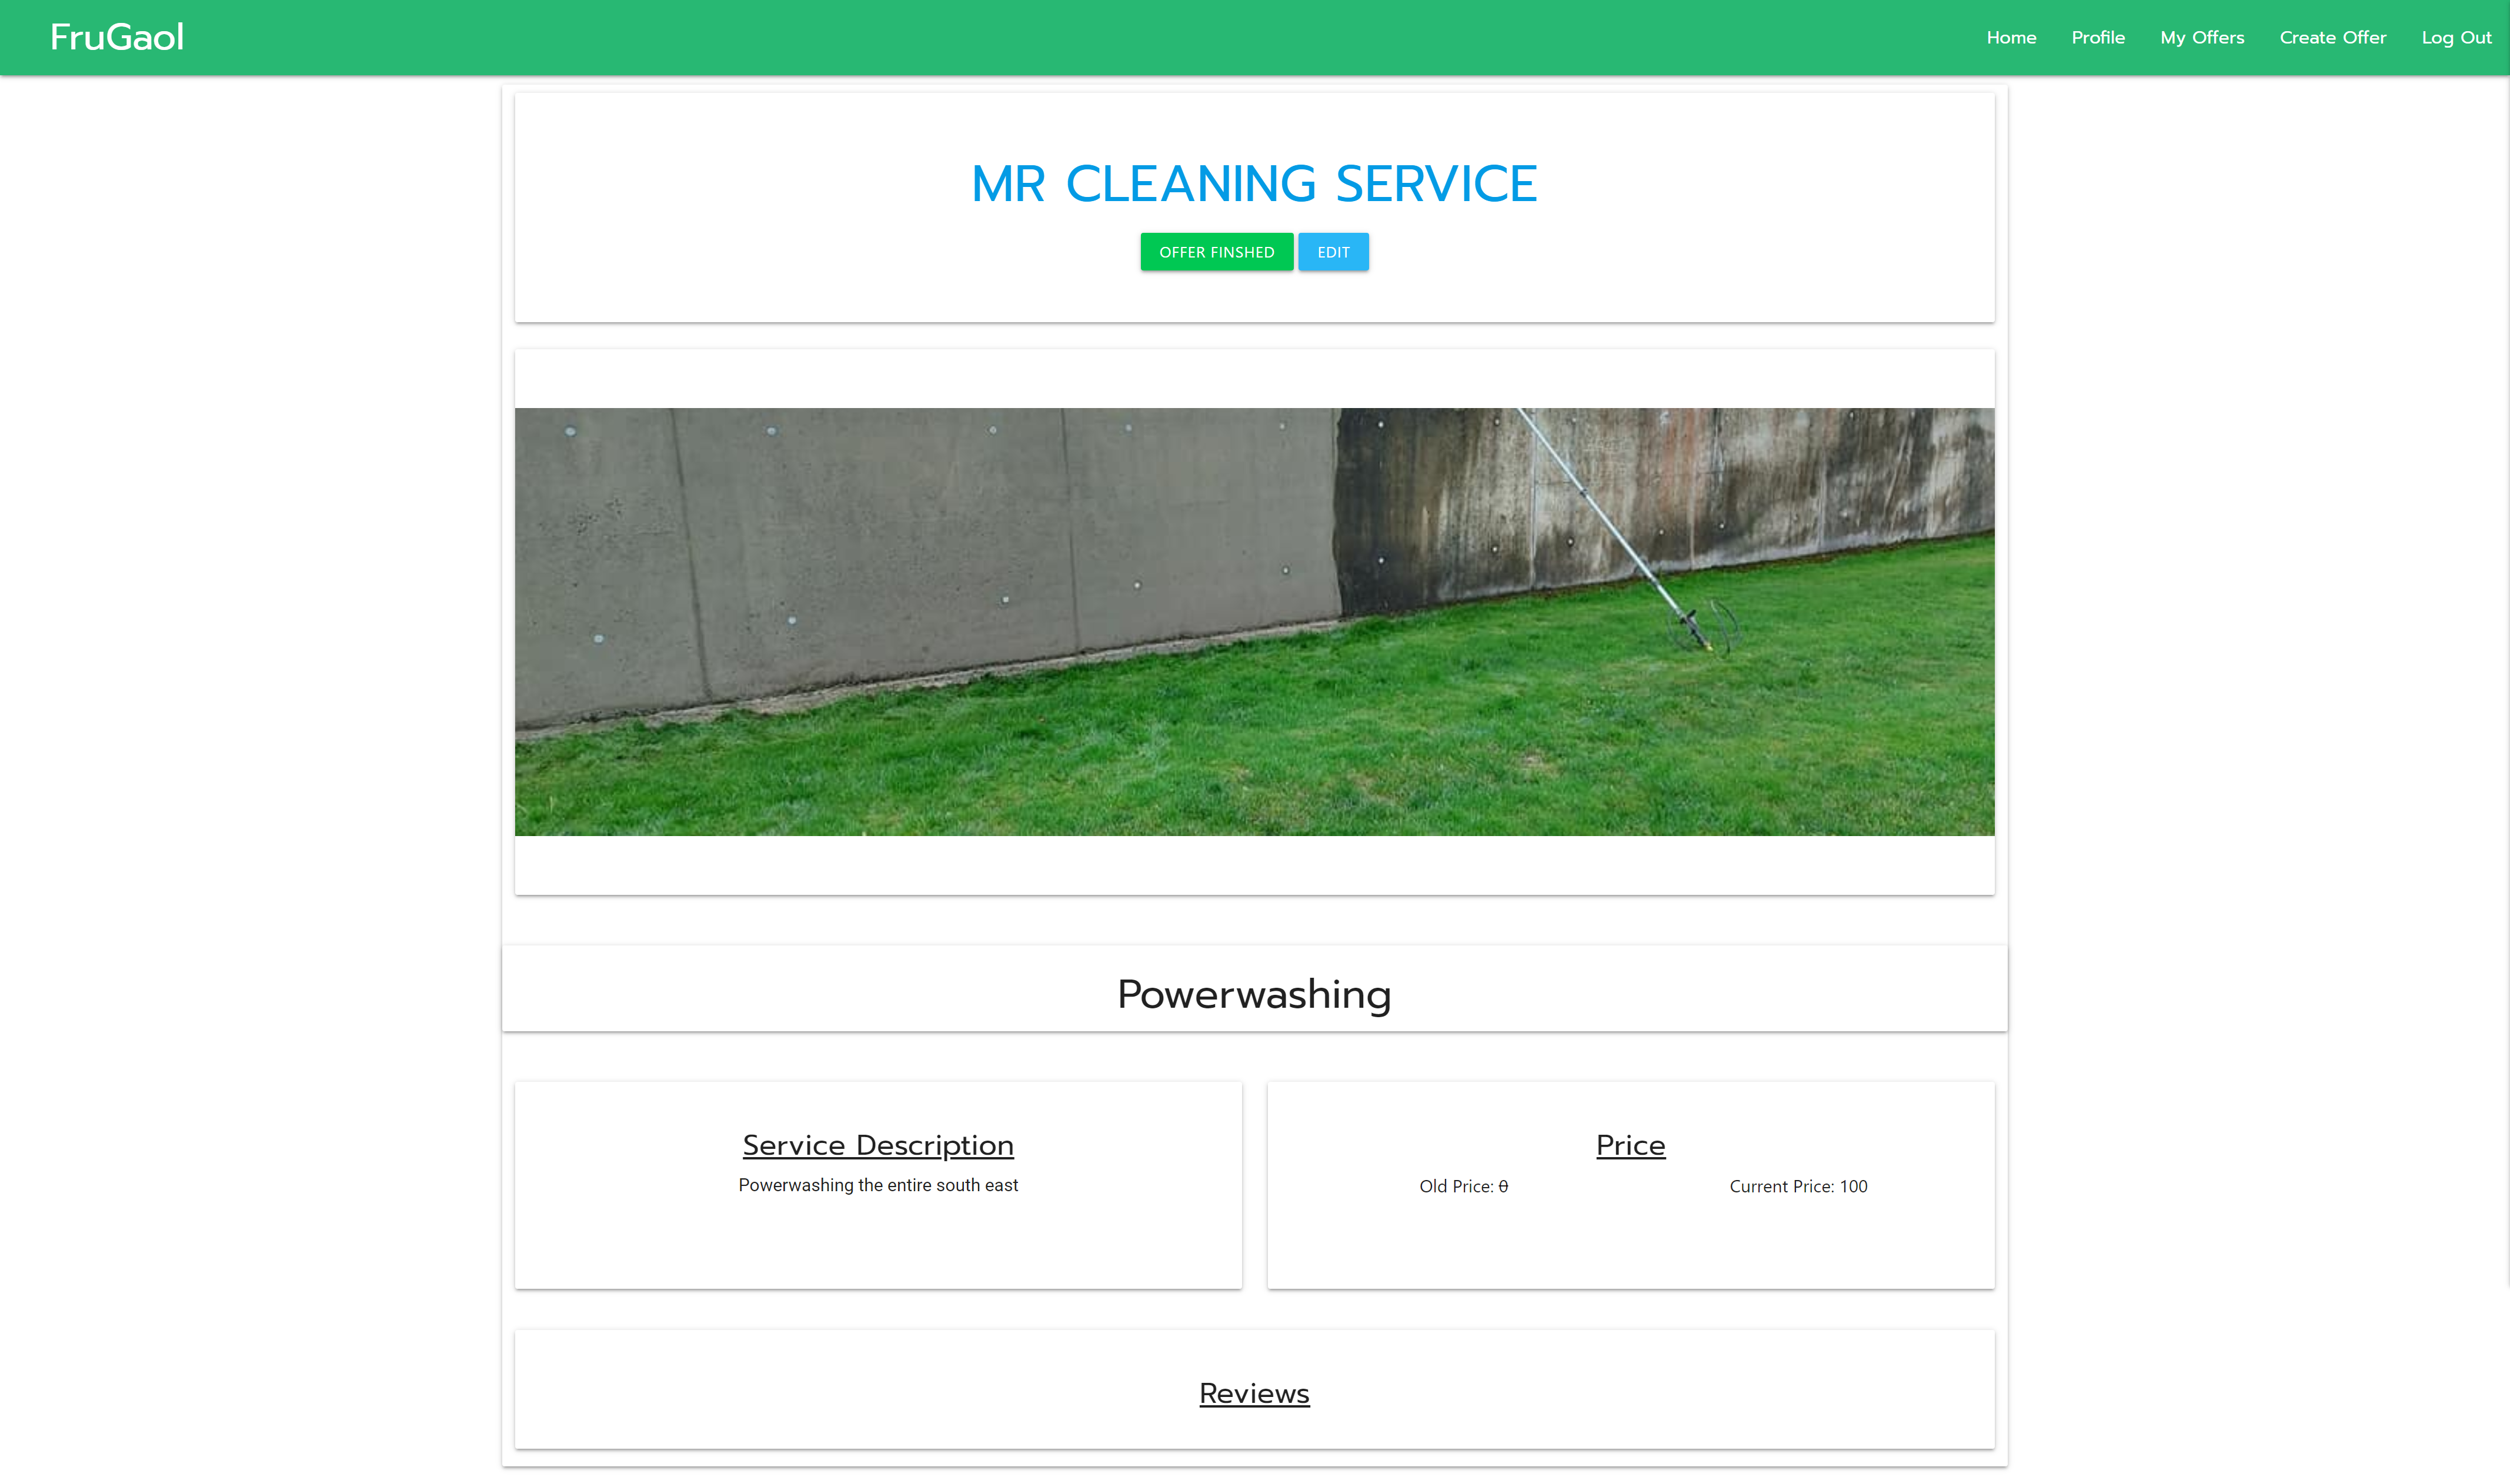 FruGaol
Home Profile My Offers Create Offer Log Out
MR CLEANING SERVICE
OFFER FINSHED EDIT
Powerwashing
Service Description
Powerwashing the entire south east
Price
Old Price: 0 Current Price: 100
Reviews